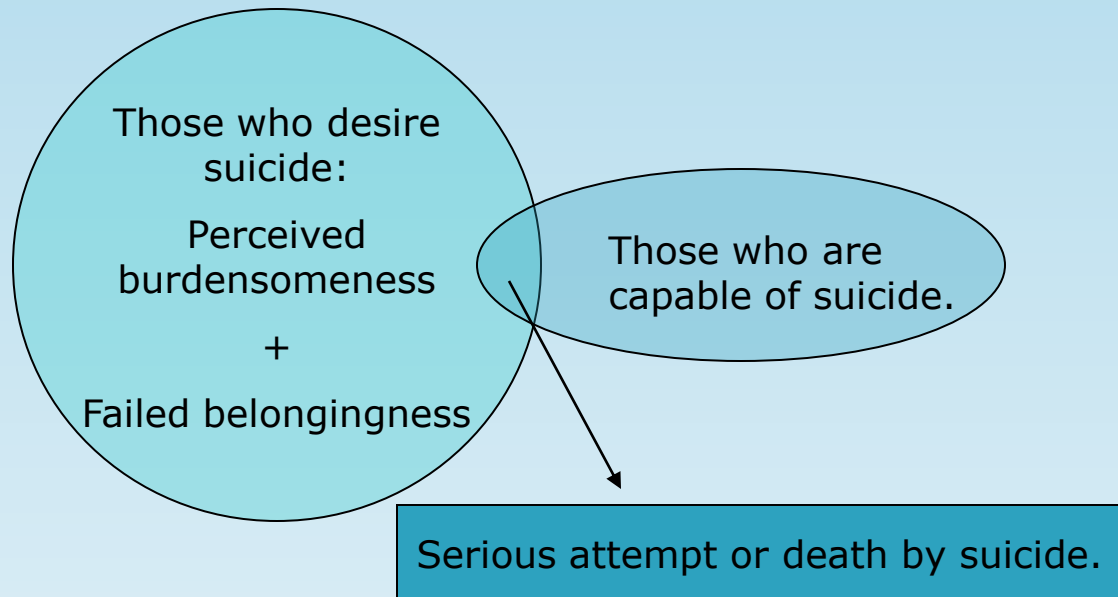 Those who desire
suicide:
Perceived
burdensomeness
+
Failed belongingness
Those who are
capable of suicide.
Serious attempt or death by suicide.